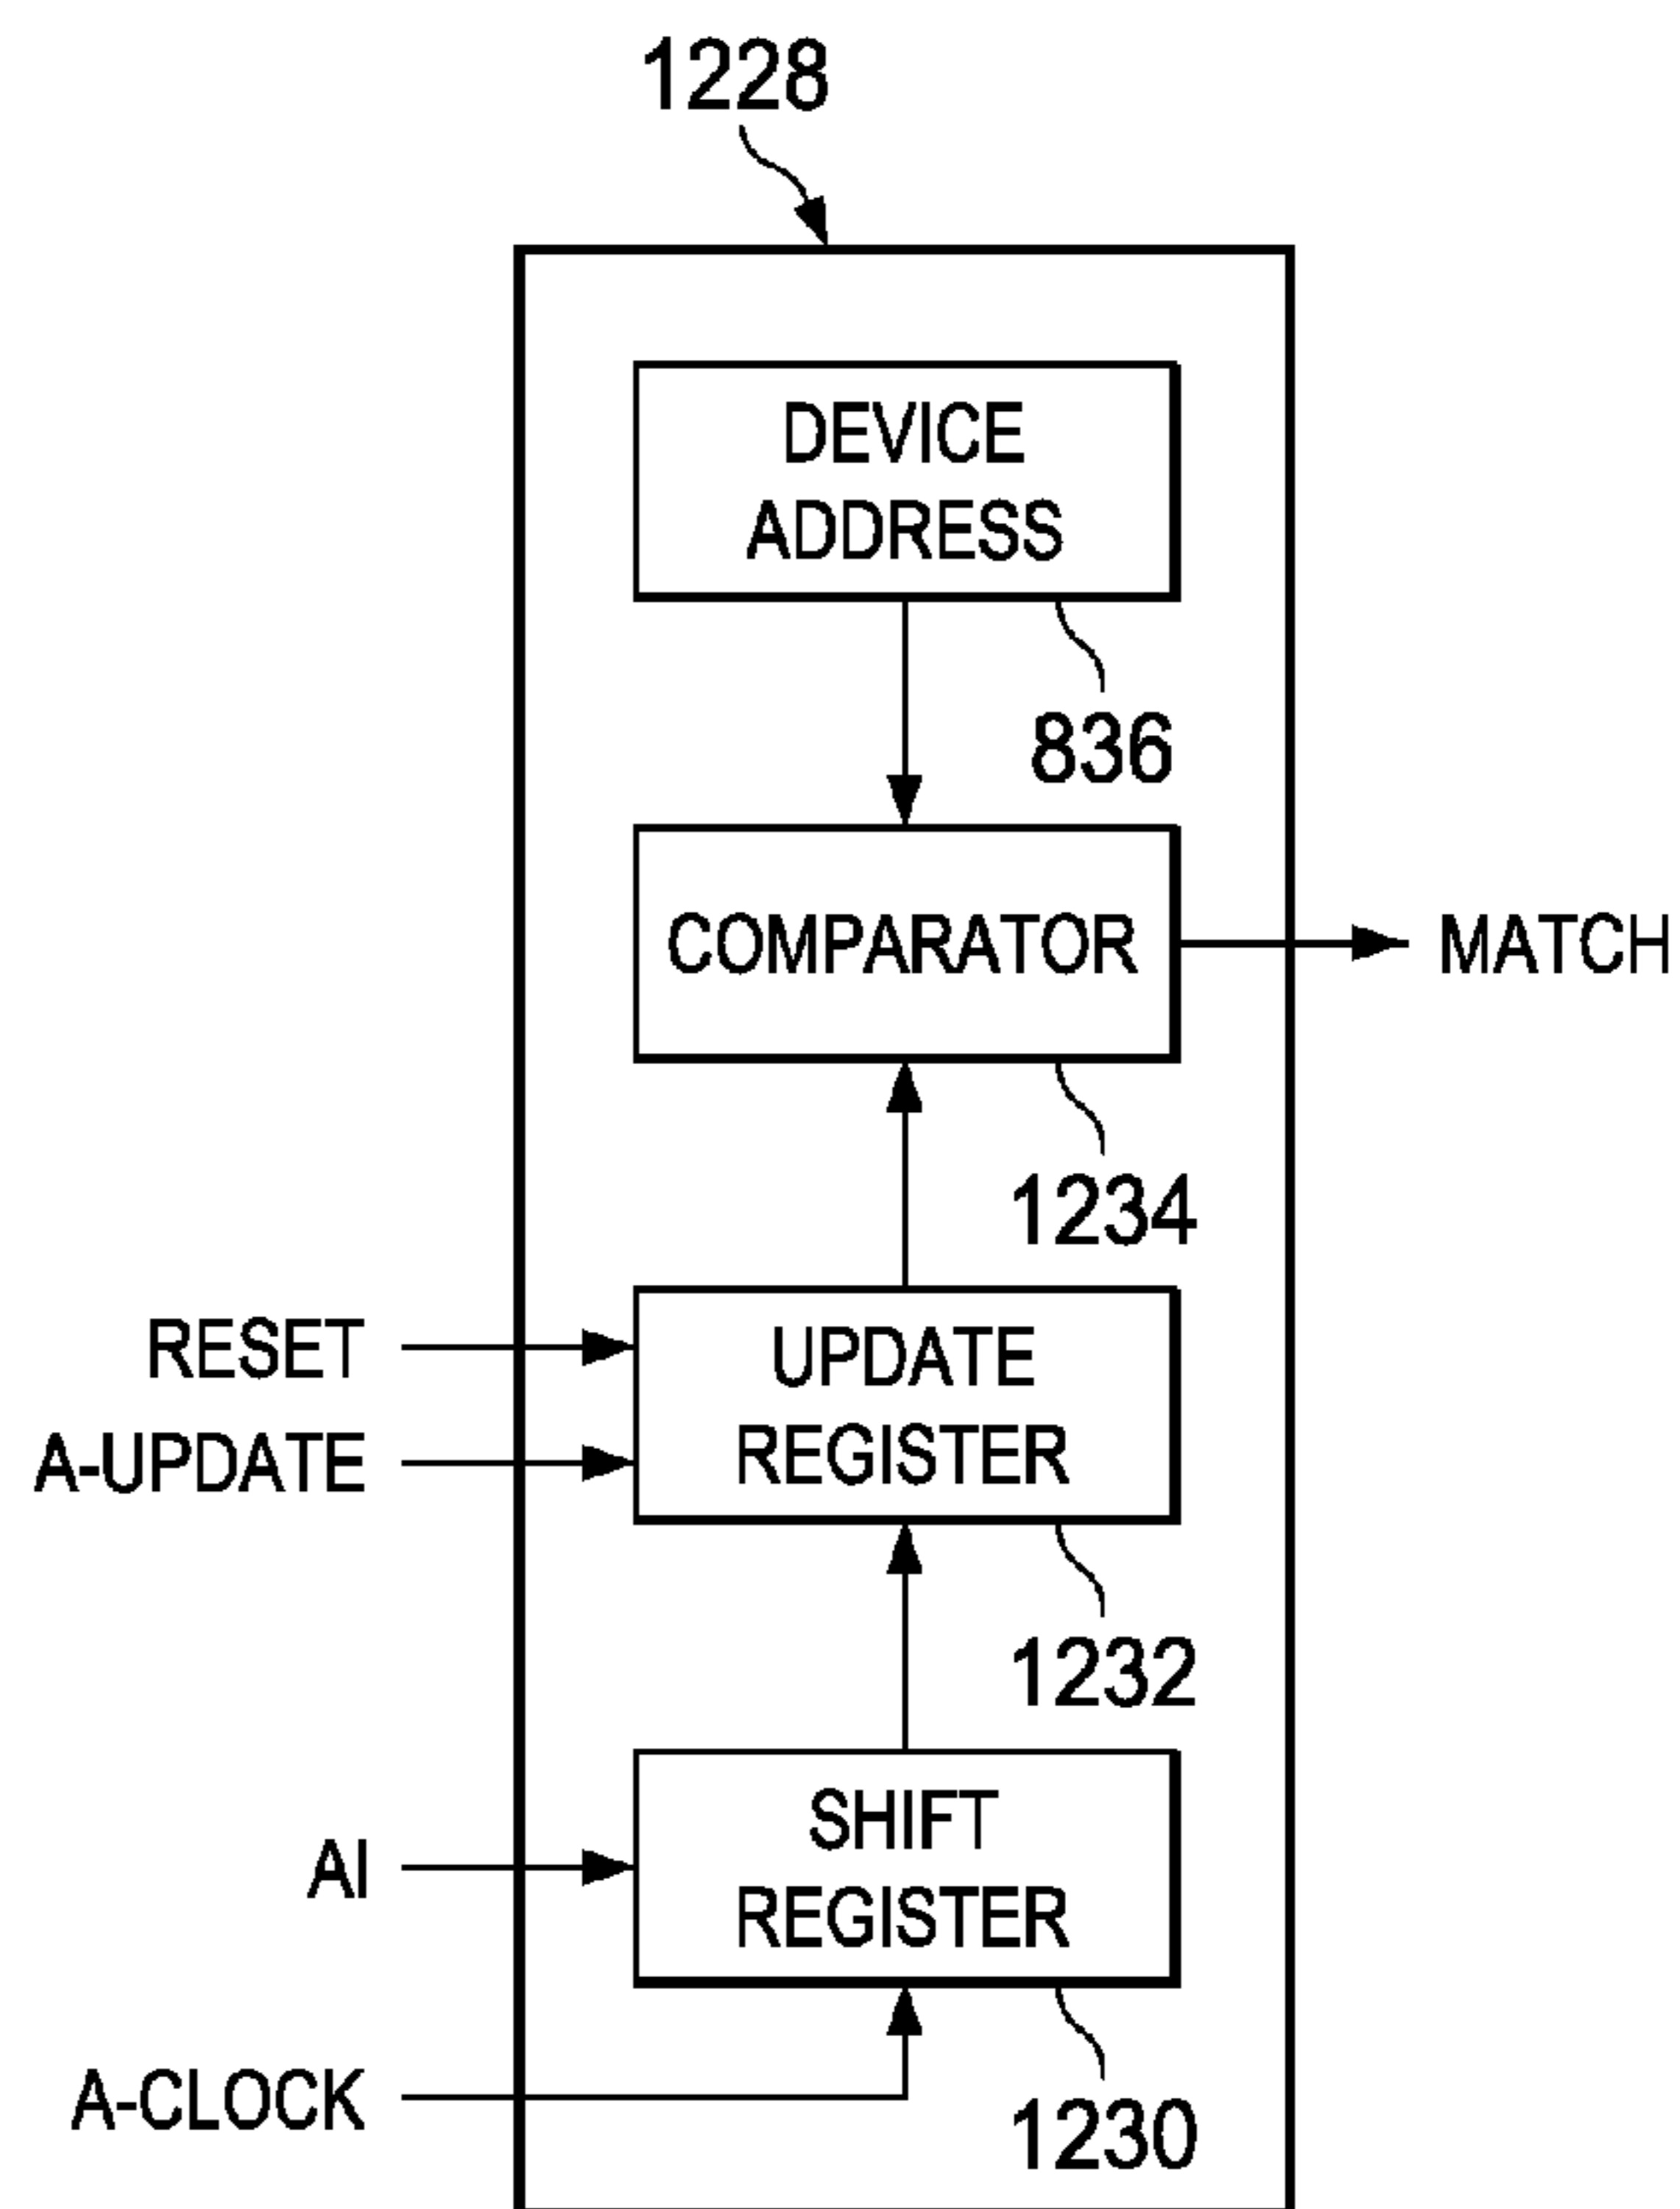 1228
DEVICE
ADDRESS
836
COMPARATOR
MATCH
1234
RESET
UPDATE
A-UPDATE
REGISTER
1232
SHIFT
AI
REGISTER
A-CLOCK
1230